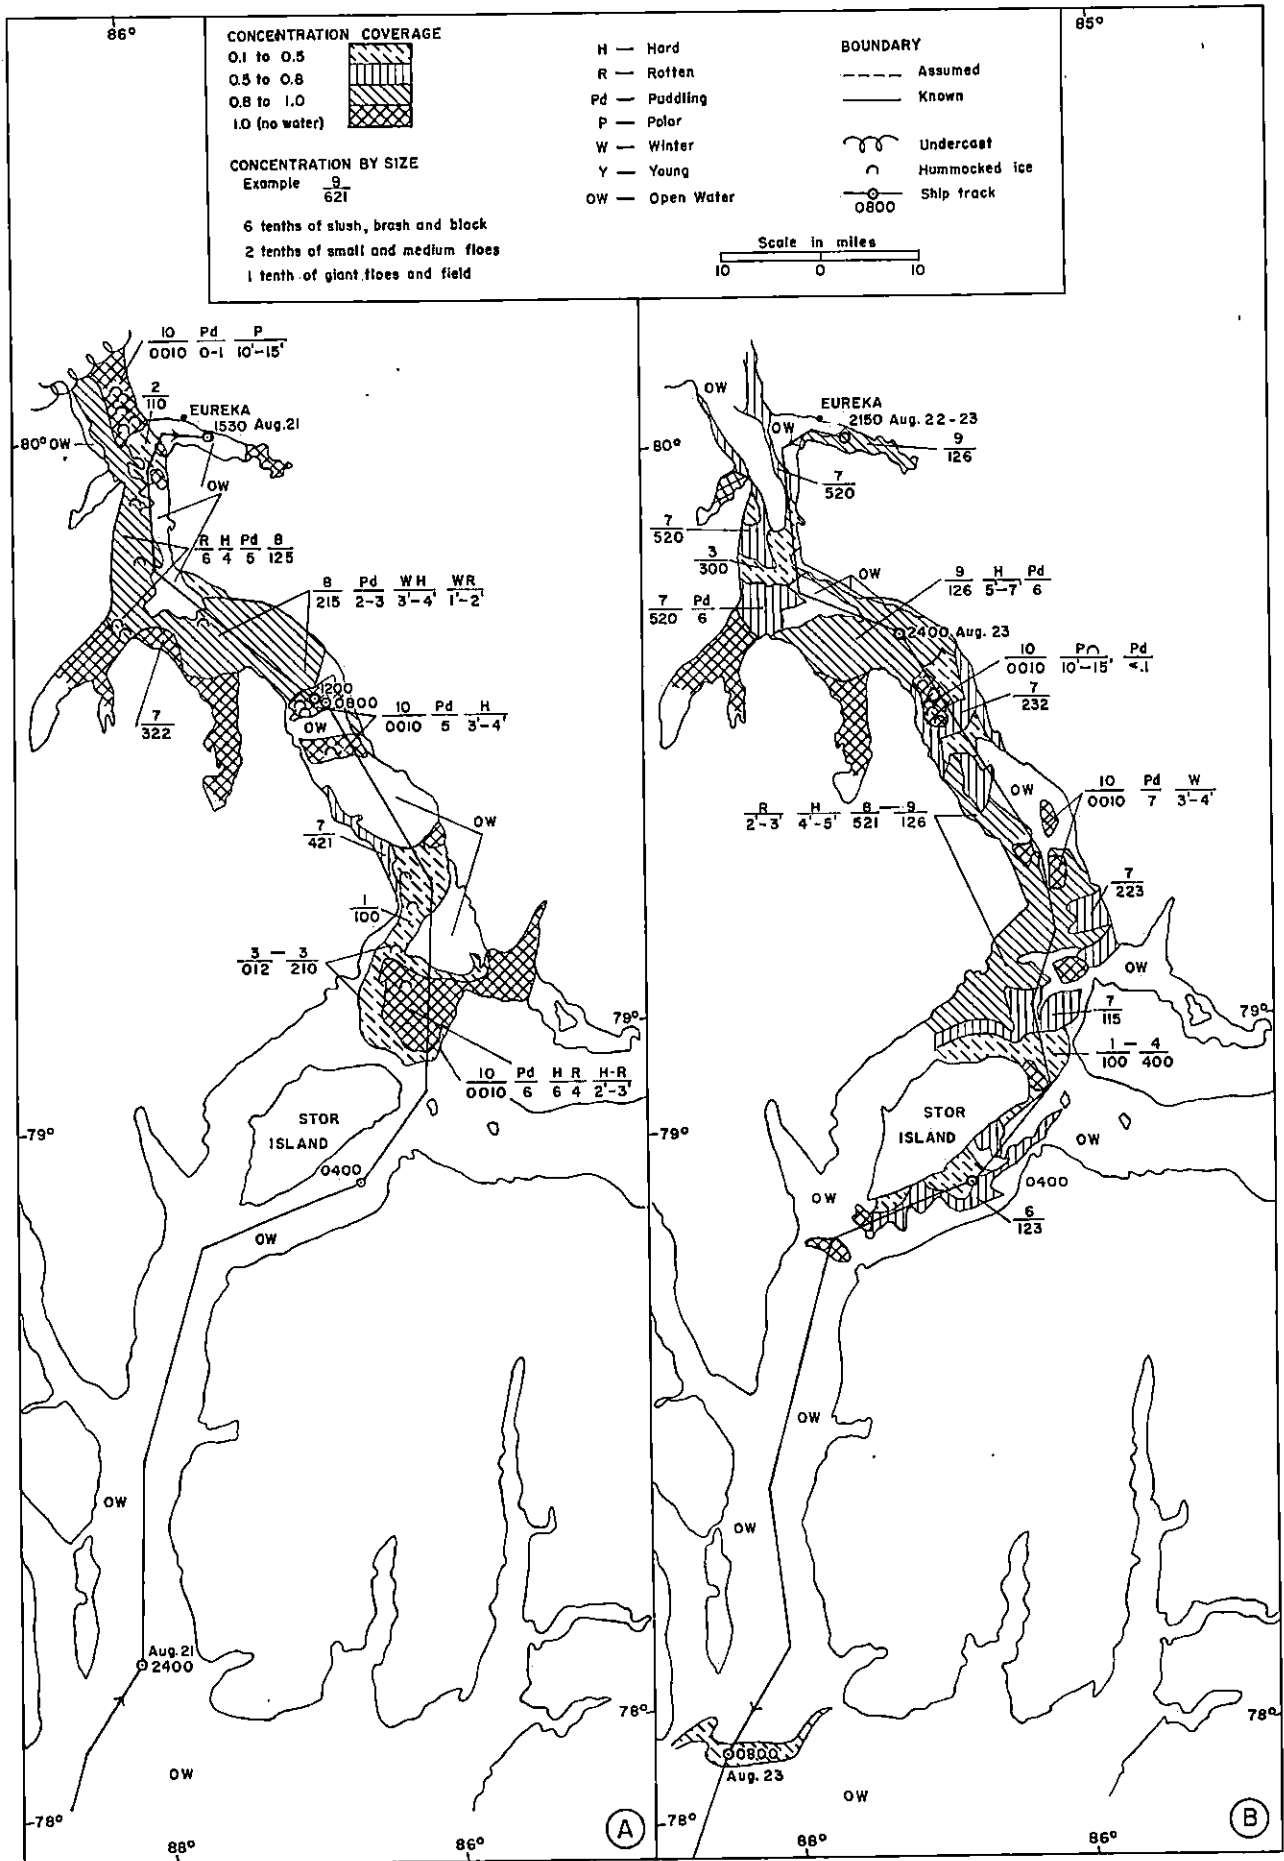 86°
85°
CONCENTRATION COVERAGE
0.1 to 0.5
0.5 to 0.8
0.8 to 1.0
1.0 (no water)
CONCENTRATION BY SIZE
Example 9/621
6 tenths of slush, brash and block
2 tenths of small and medium floes
1 tenth of giant floes and field
H — Hard
R — Rotten
Pd — Puddling
P — Polar
W — Winter
Y — Young
OW — Open Water
BOUNDARY
Assumed
Known
Undercast
Hummocked ice
Ship track
0800
Scale in miles
10 0 10
10/0010 Pd/0-1 P/10'-15'
2/110
EUREKA
1530 Aug. 21
80° OW
OW
R/6 H/4 Pd/5 8/125
8/215 Pd/2-3 WH/3'-4' WR/1'-2'
1200
0800
7/322
OW
10/0010 Pd/5 H/3'-4'
OW
7/421
1/100
3/012 — 3/210
79°
10/0010 Pd/6 H/6 R/4 H-R/2'-3'
STOR
ISLAND
79°
0400
OW
OW
Aug. 21
2400
78°
OW
78°
88°
86°
A
OW
EUREKA
2150 Aug. 22-23
80°
OW
9/126
7/520
7/520
3/300
OW
9/126 H/5'-7' Pd/6
7/520 Pd/6
2400 Aug. 23
10/0010 P∩/10'-15' Pd/<.1
7/232
OW
10/0010 Pd/7 W/3'-4'
R/2'-3' H/4'-5' 8/521 — 9/126
7/223
OW
79°
7/115
1/100 — 4/400
STOR
ISLAND
79°
OW
OW
0400
6/123
OW
OW
78°
0800
Aug. 23
OW
78°
88°
86°
B